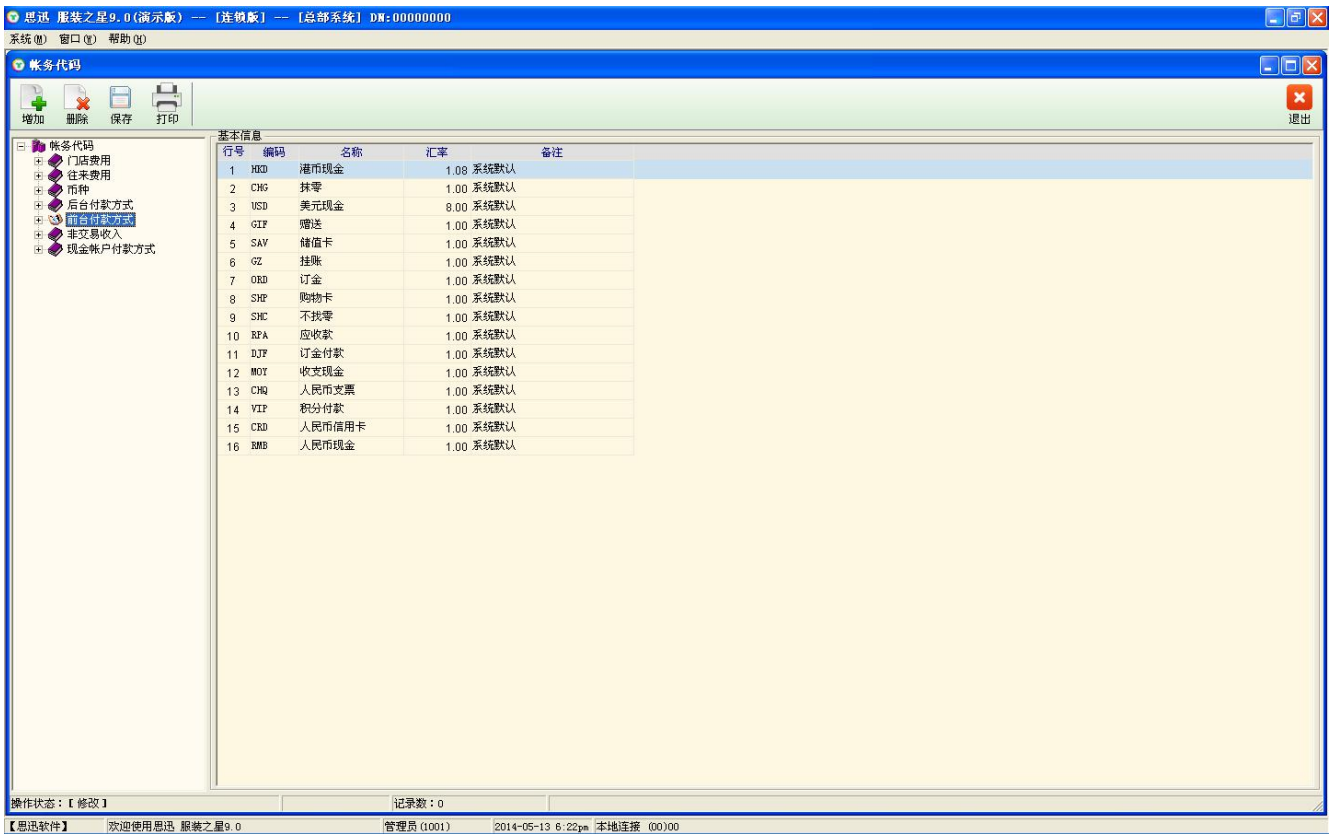 思迅 服装之星9.0(演示版) -- [连锁版] -- [总部系统] DN:00000000
系统(M) 窗口(W) 帮助(H)
帐务代码
增加 删除 保存 打印 退出
帐务代码
门店费用
往来费用
币种
后台付款方式
前台付款方式
非交易收入
现金帐户付款方式
基本信息
行号 编码 名称 汇率 备注
1 HKD 港币现金 1.08 系统默认
2 CHG 抹零 1.00 系统默认
3 USD 美元现金 8.00 系统默认
4 GIF 赠送 1.00 系统默认
5 SAV 储值卡 1.00 系统默认
6 GZ 挂账 1.00 系统默认
7 ORD 订金 1.00 系统默认
8 SHP 购物卡 1.00 系统默认
9 SHC 不找零 1.00 系统默认
10 RPA 应收款 1.00 系统默认
11 DJF 订金付款 1.00 系统默认
12 MOY 收支现金 1.00 系统默认
13 CHQ 人民币支票 1.00 系统默认
14 VIP 积分付款 1.00 系统默认
15 CRD 人民币信用卡 1.00 系统默认
16 RMB 人民币现金 1.00 系统默认
操作状态：【修改】 记录数：0
【思迅软件】 欢迎使用思迅 服装之星9.0 管理员(1001) 2014-05-13 6:22pm 本地连接 (00)00